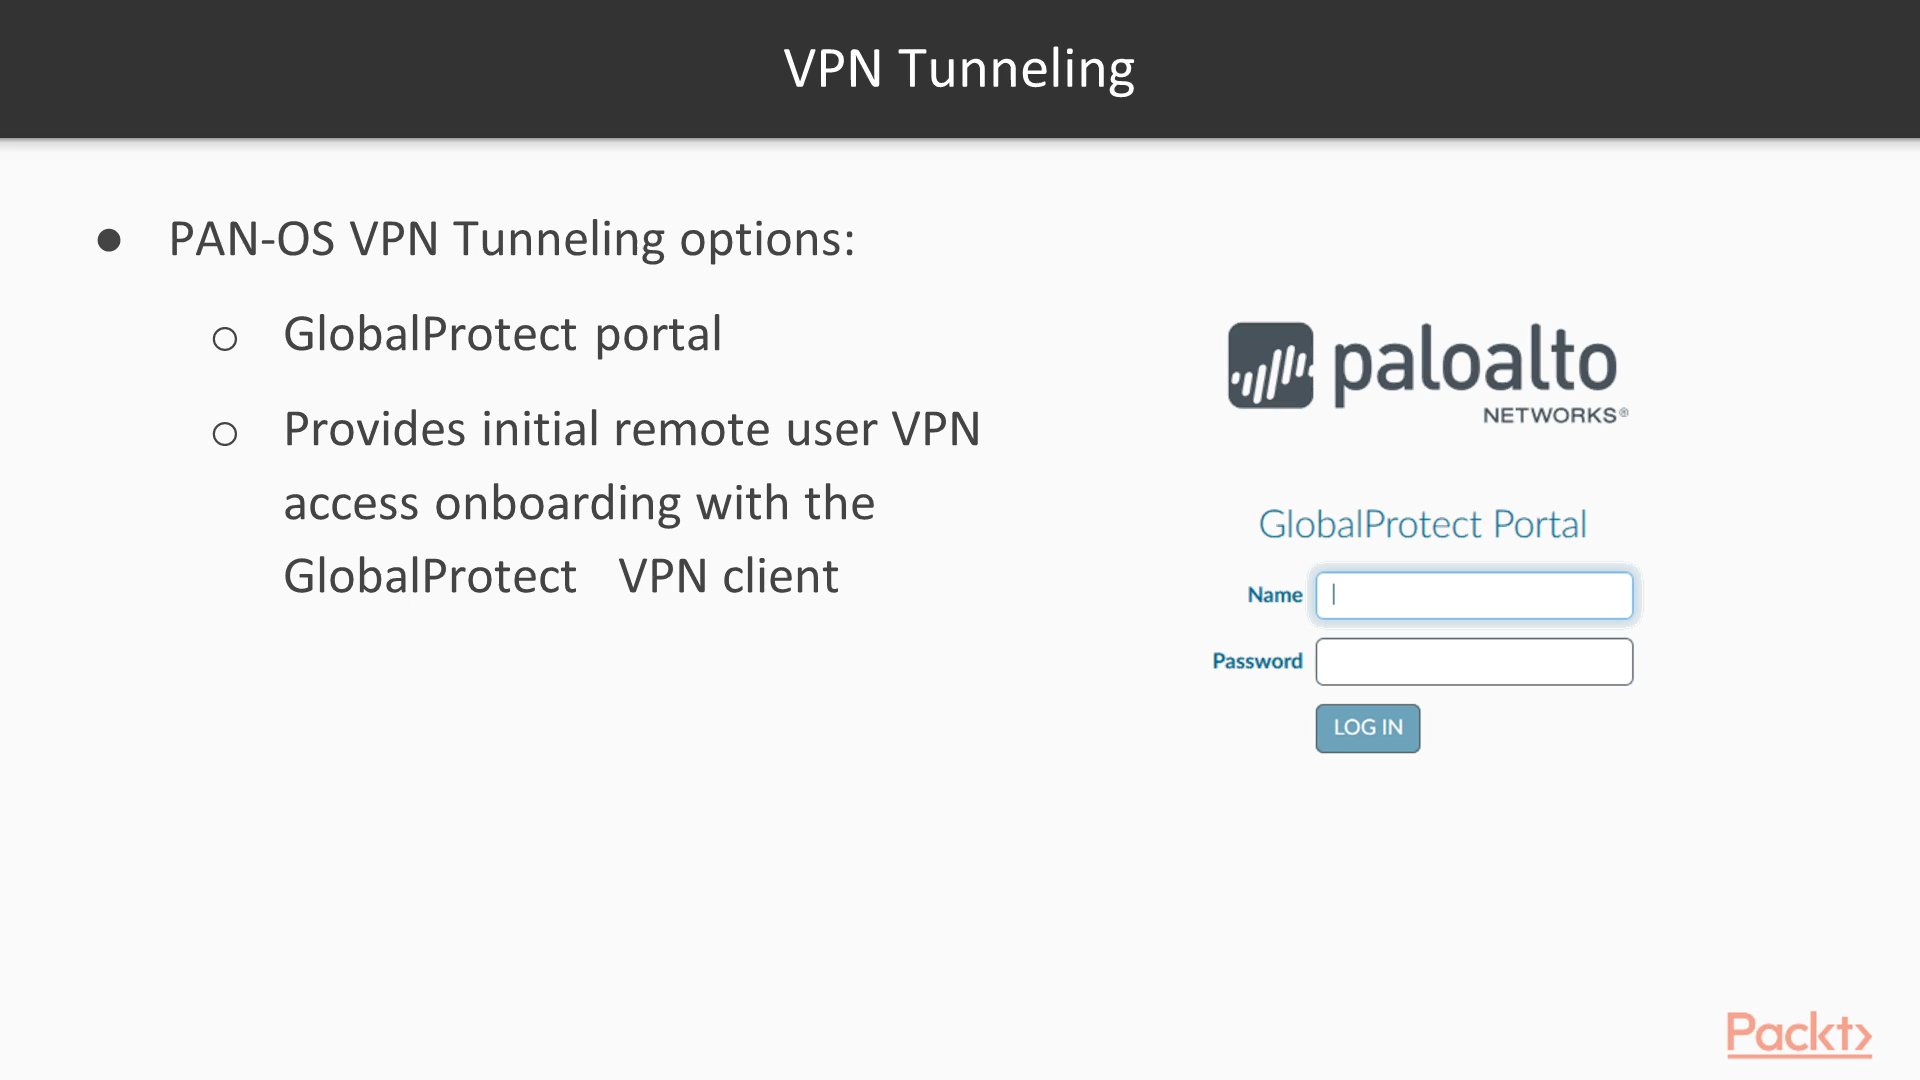 VPN Tunneling
● PAN-OS VPN Tunneling options:
○ GlobalProtect portal
○ Provides initial remote user VPN
access onboarding with the
GlobalProtect VPN client
paloalto
NETWORKS®
GlobalProtect Portal
Name
Password
LOG IN
Packt>